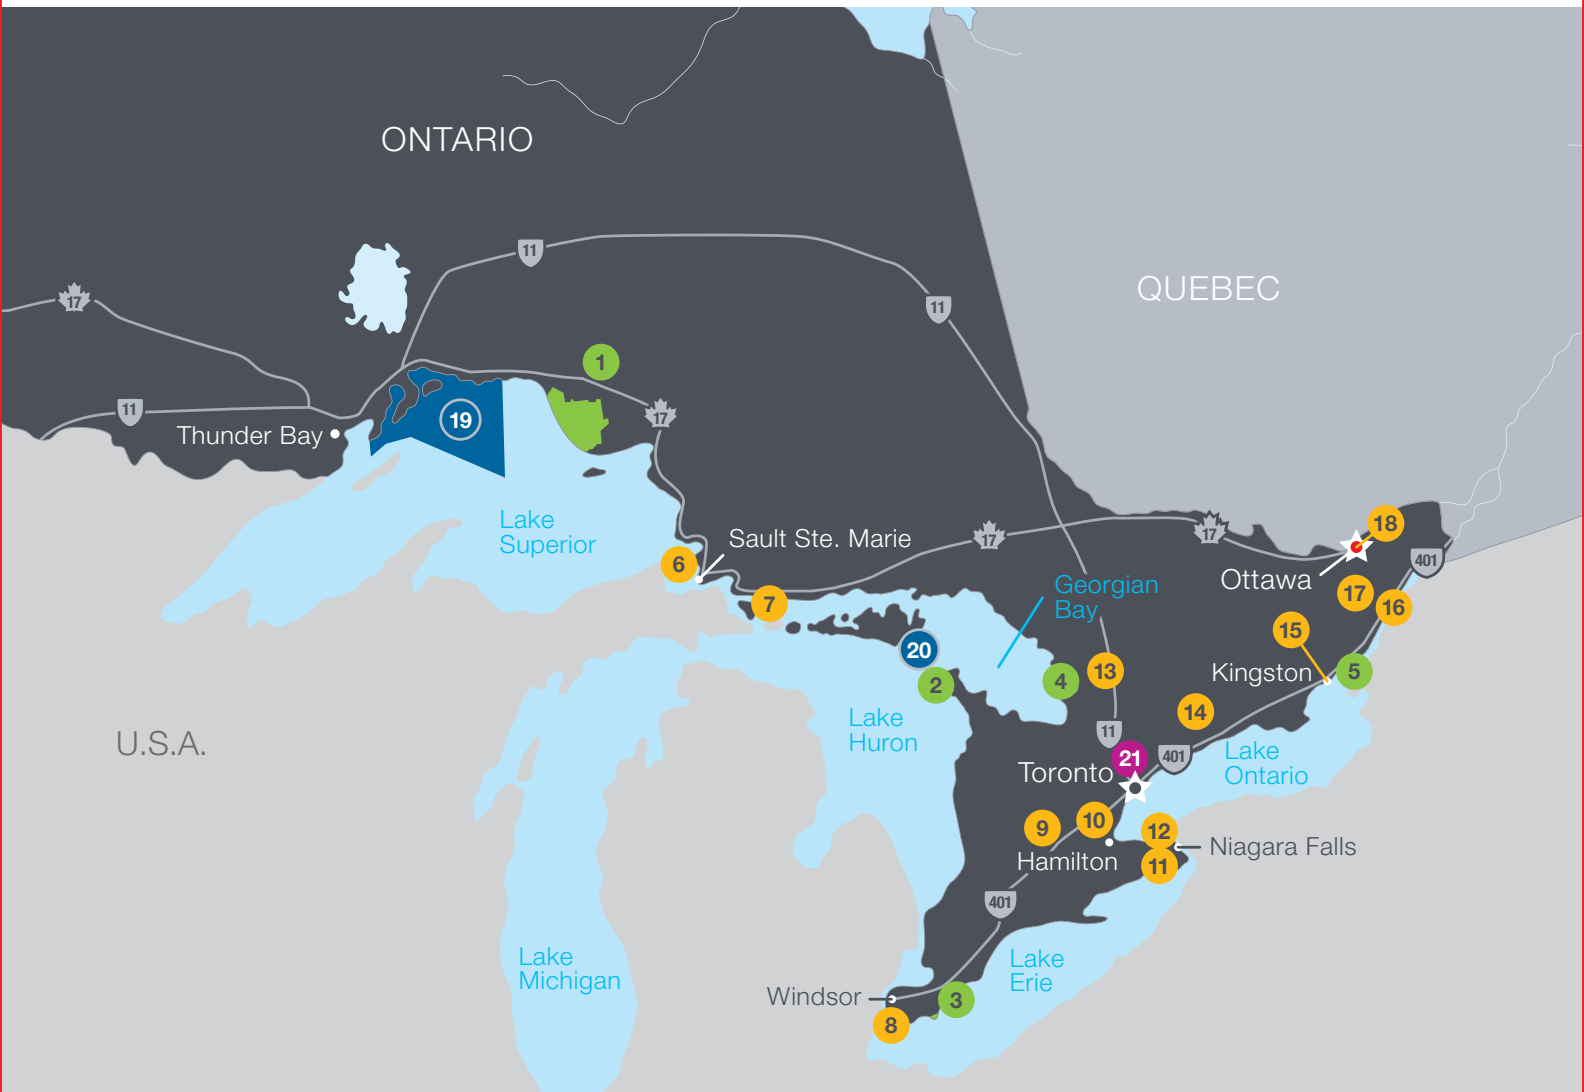 ONTARIO
11
QUEBEC
17
11
1
11
17
19
Thunder Bay
Lake
Superior
18
17
17
Sault Ste. Marie
401
6
Ottawa
Georgian
Bay
17
7
16
15
20
13
Kingston
5
2
4
14
Lake
Huron
11
U.S.A.
21
401
Lake
Ontario
Toronto
9
10
12
Niagara Falls
Hamilton
11
401
Lake
Michigan
Lake
Erie
Windsor
3
8